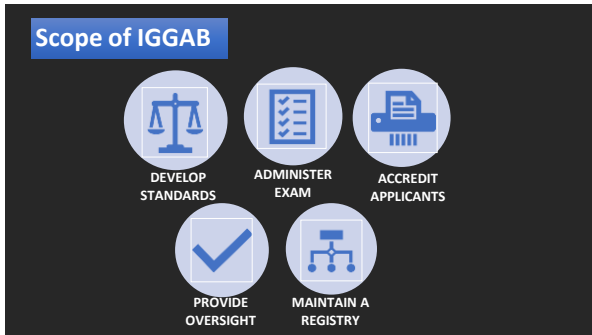 Scope of IGGAB
DEVELOP
STANDARDS
ADMINISTER
EXAM
ACCREDIT
APPLICANTS
PROVIDE
OVERSIGHT
MAINTAIN A
REGISTRY